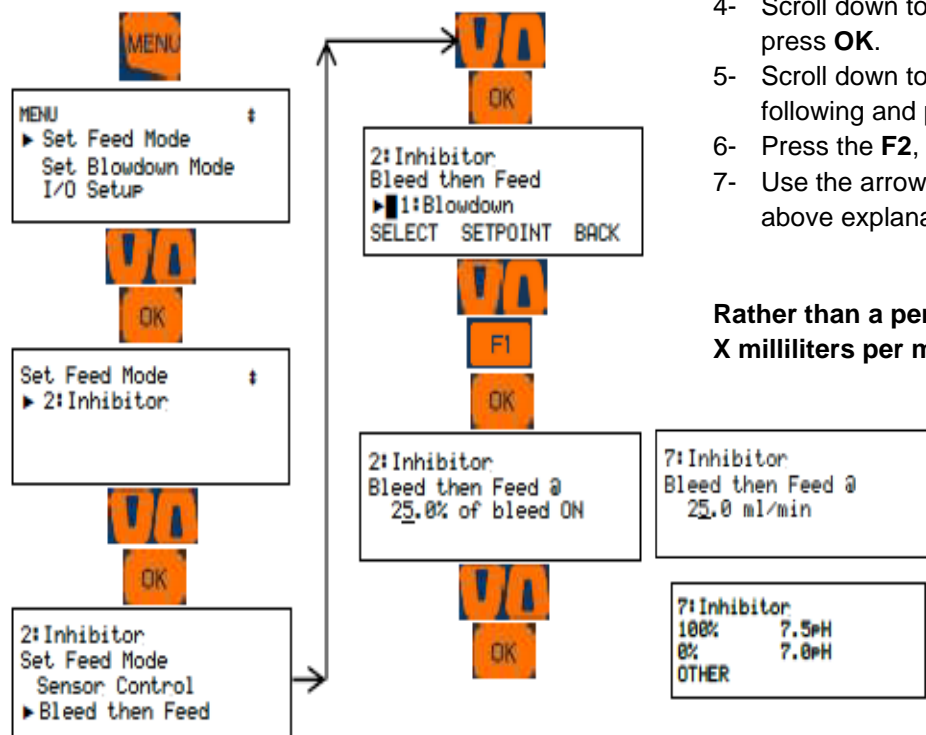 MENU
MENU ↕
▶ Set Feed Mode
Set Blowdown Mode
I/O Setup
OK
Set Feed Mode ↕
▶ 2:Inhibitor
OK
2:Inhibitor
Set Feed Mode
Sensor Control
▶ Bleed then Feed
OK
2:Inhibitor
Bleed then Feed
▶█1:Blowdown
SELECT SETPOINT BACK
F1
OK
2:Inhibitor
Bleed then Feed @
25.0% of bleed ON
OK
4- Scroll down to
press OK.
5- Scroll down to
following and
6- Press the F2,
7- Use the arrow
above
Rather than a
X milliliters per
7:Inhibitor
Bleed then Feed @
25.0 ml/min
7:Inhibitor
100% 7.5pH
0% 7.0pH
OTHER